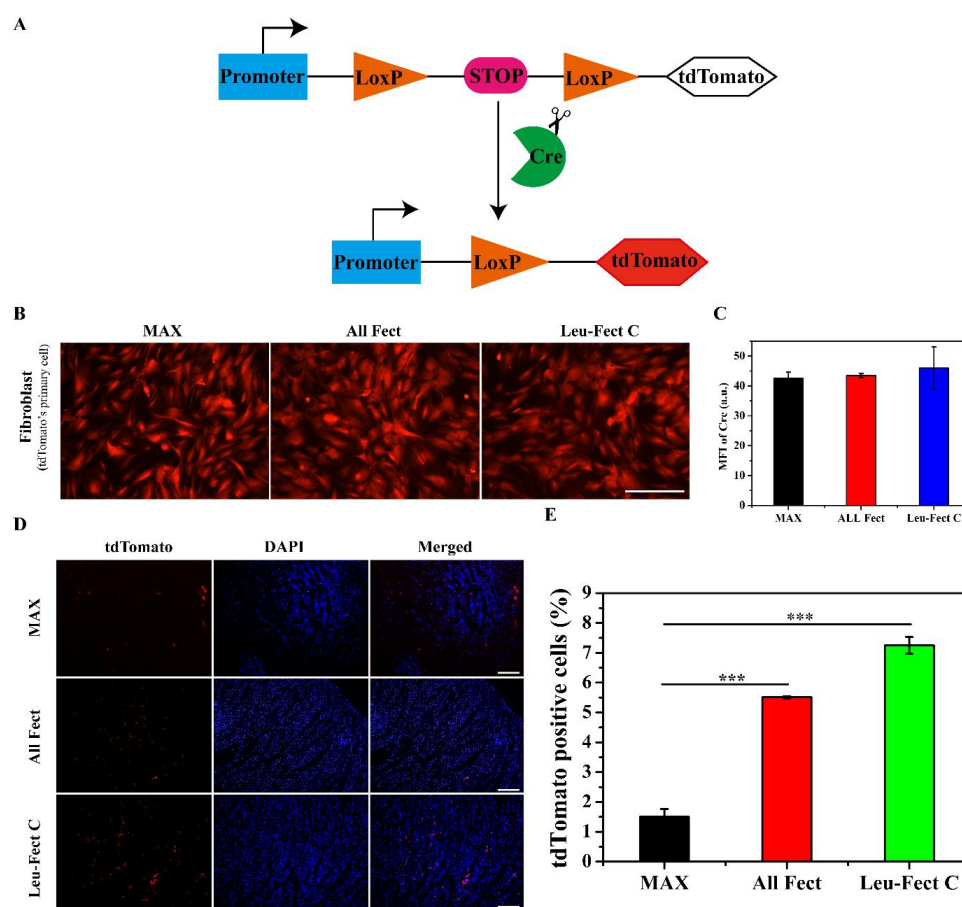 A
Promoter
LoxP
STOP
LoxP
tdTomato
Cre
Promoter
LoxP
tdTomato
B
MAX
All Fect
Leu-Fect C
Fibroblast
(tdTomato's primary cell)
C
MFI of Cre (a.u.)
50
40
30
20
10
0
MAX
ALL Fect
Leu-Fect C
D
tdTomato
DAPI
Merged
MAX
All Fect
Leu-Fect C
E
tdTomato positive cells (%)
9
8
7
6
5
4
3
2
1
0
***
***
MAX
All Fect
Leu-Fect C